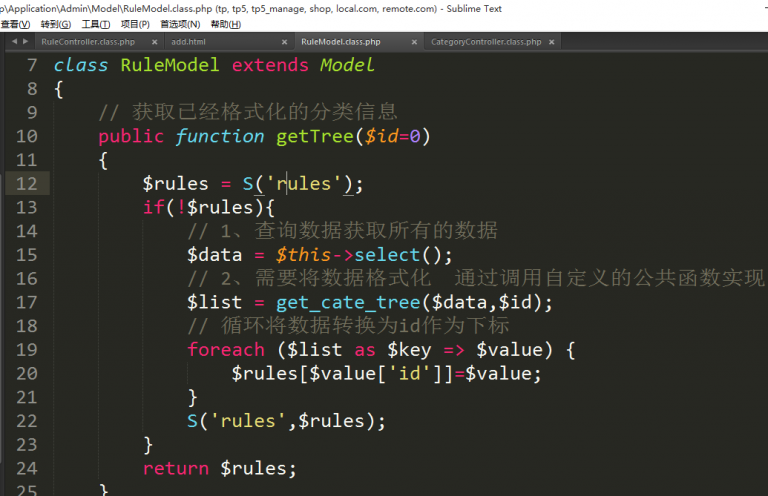 p\Application\Admin\Model\RuleModel.class.php (tp, tp5, tp5_manage, shop, local.com, remote.com) - Sublime Text
查看(V) 转到(G) 工具(T) 项目(P) 首选项(N) 帮助(H)
RuleController.class.php × add.html × RuleModel.class.php × CategoryController.class.php ×
7 class RuleModel extends Model
8 {
9 // 获取已经格式化的分类信息
10 public function getTree($id=0)
11 {
12 $rules = S('rules');
13 if(!$rules){
14 // 1、查询数据获取所有的数据
15 $data = $this->select();
16 // 2、需要将数据格式化 通过调用自定义的公共函数实现
17 $list = get_cate_tree($data,$id);
18 // 循环将数据转换为id作为下标
19 foreach ($list as $key => $value) {
20 $rules[$value['id']]=$value;
21 }
22 S('rules',$rules);
23 }
24 return $rules;
25 }